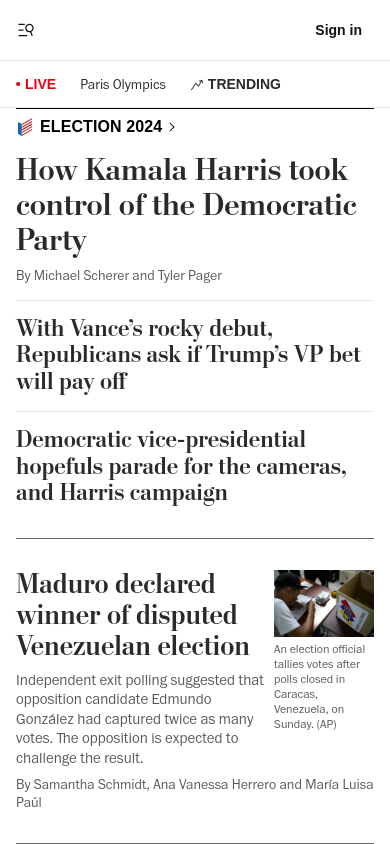 Sign in
LIVE
Paris Olympics
TRENDING
ELECTION 2024
How Kamala Harris took
control of the Democratic
Party
By Michael Scherer and Tyler Pager
With Vance’s rocky debut,
Republicans ask if Trump’s VP bet
will pay off
Democratic vice-presidential
hopefuls parade for the cameras,
and Harris campaign
Maduro declared
winner of disputed
Venezuelan election
Independent exit polling suggested that
opposition candidate Edmundo
González had captured twice as many
votes. The opposition is expected to
challenge the result.
By Samantha Schmidt, Ana Vanessa Herrero and María Luisa
Paúl
An election official
tallies votes after
polls closed in
Caracas,
Venezuela, on
Sunday. (AP)